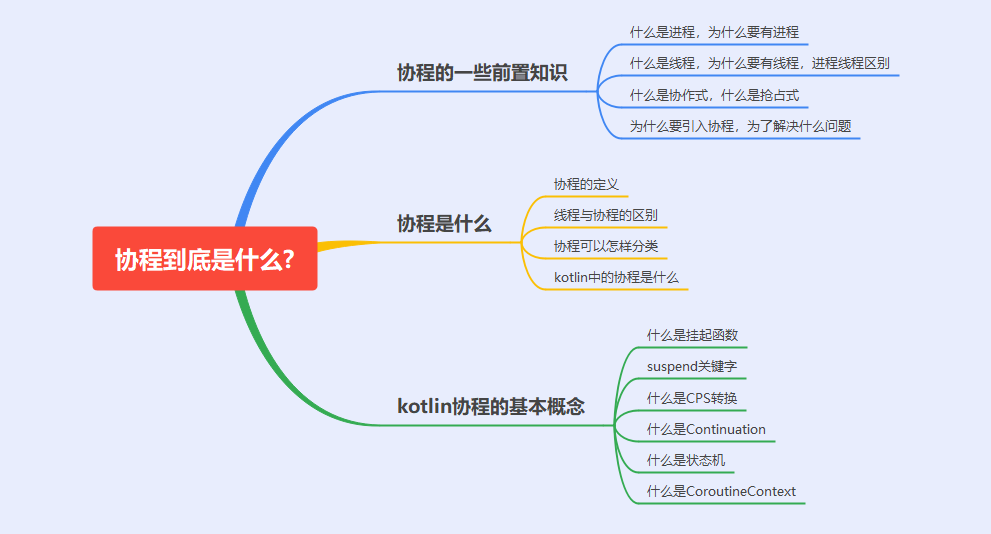 协程到底是什么?
协程的一些前置知识
什么是进程，为什么要有进程
什么是线程，为什么要有线程，进程线程区别
什么是协作式，什么是抢占式
为什么要引入协程，为了解决什么问题
协程是什么
协程的定义
线程与协程的区别
协程可以怎样分类
kotlin中的协程是什么
kotlin协程的基本概念
什么是挂起函数
suspend关键字
什么是CPS转换
什么是Continuation
什么是状态机
什么是CoroutineContext